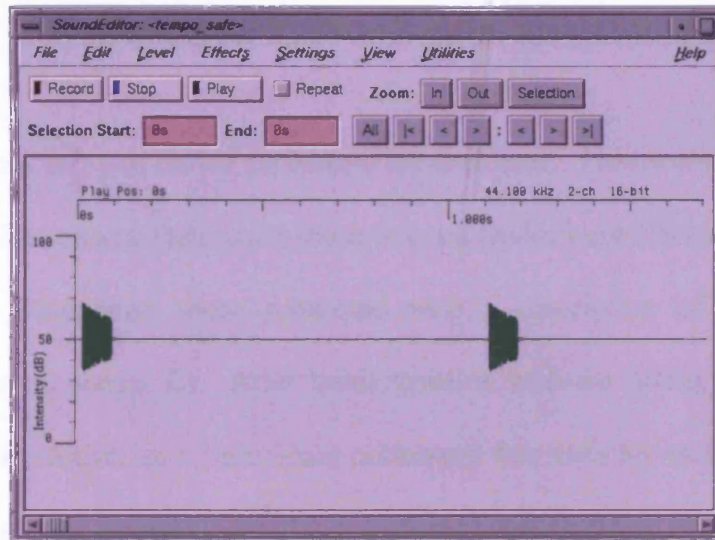 SoundEditor: <tempo_safe>
File Edit Level Effects Settings View Utilities Help
Record Stop Play Repeat Zoom: In Out Selection
Selection Start: 0s End: 0s All |< < > : < > >|
Play Pos: 0s 44.100 kHz 2-ch 16-bit
0s 1.000s
100
50
0
Intensity (dB)